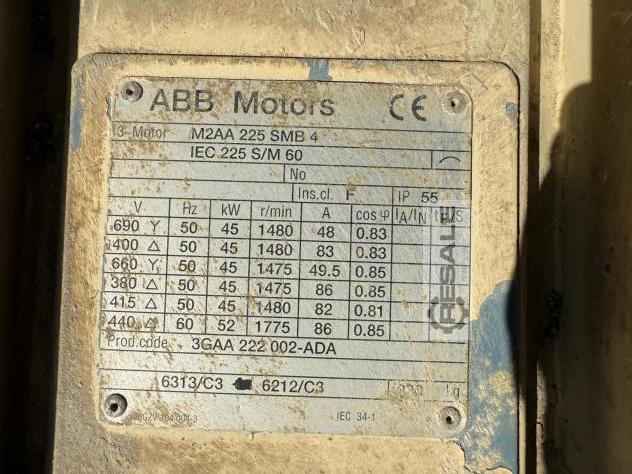 ABB Motors CE
3~Motor M2AA 225 SMB 4
IEC 225 S/M 60
No
Ins.cl. F IP 55
V Hz kW r/min A cos φ IA/IN tE/S
690 Y 50 45 1480 48 0.83
400 Δ 50 45 1480 83 0.83
660 Y 50 45 1475 49.5 0.85
380 Δ 50 45 1475 86 0.85
415 Δ 50 45 1480 82 0.81
440 Δ 60 52 1775 86 0.85
Prod.code 3GAA 222 002-ADA
6313/C3 6212/C3 kg
IEC 34-1
RESALE